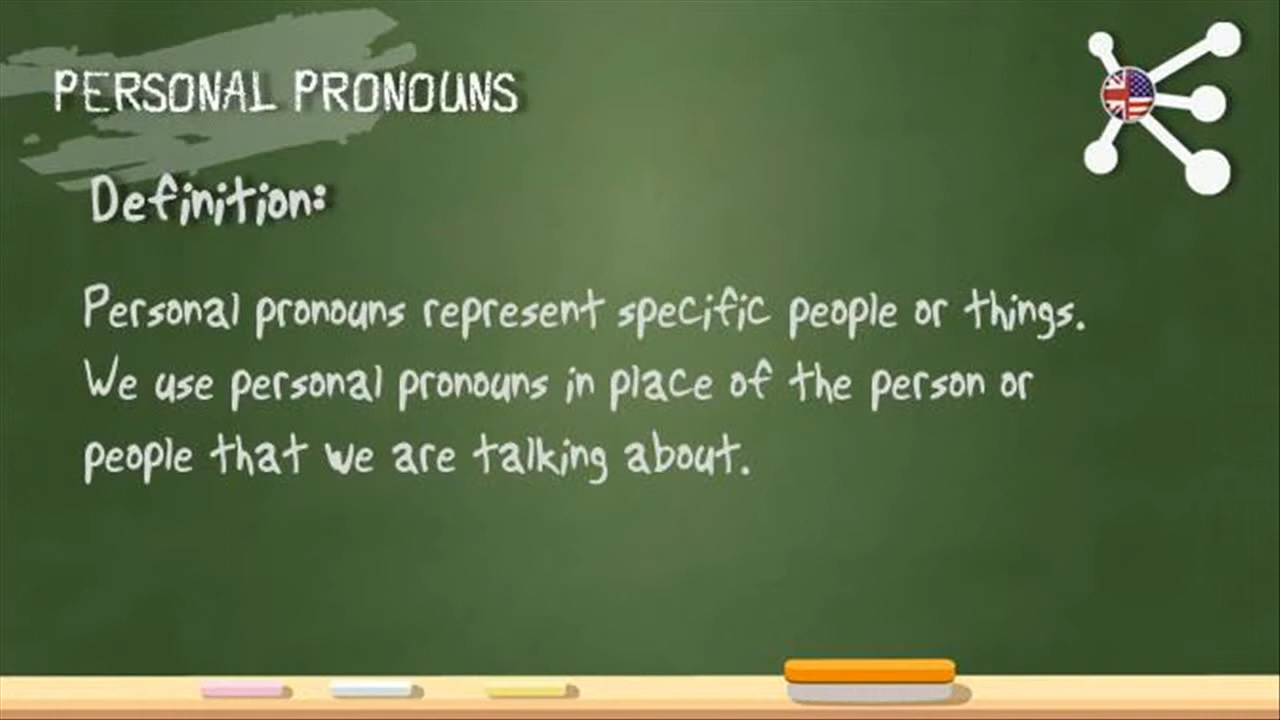 PERSONAL PRONOUNS
Definition:
Personal pronouns represent specific people or things.
We use personal pronouns in place of the person or
people that we are talking about.